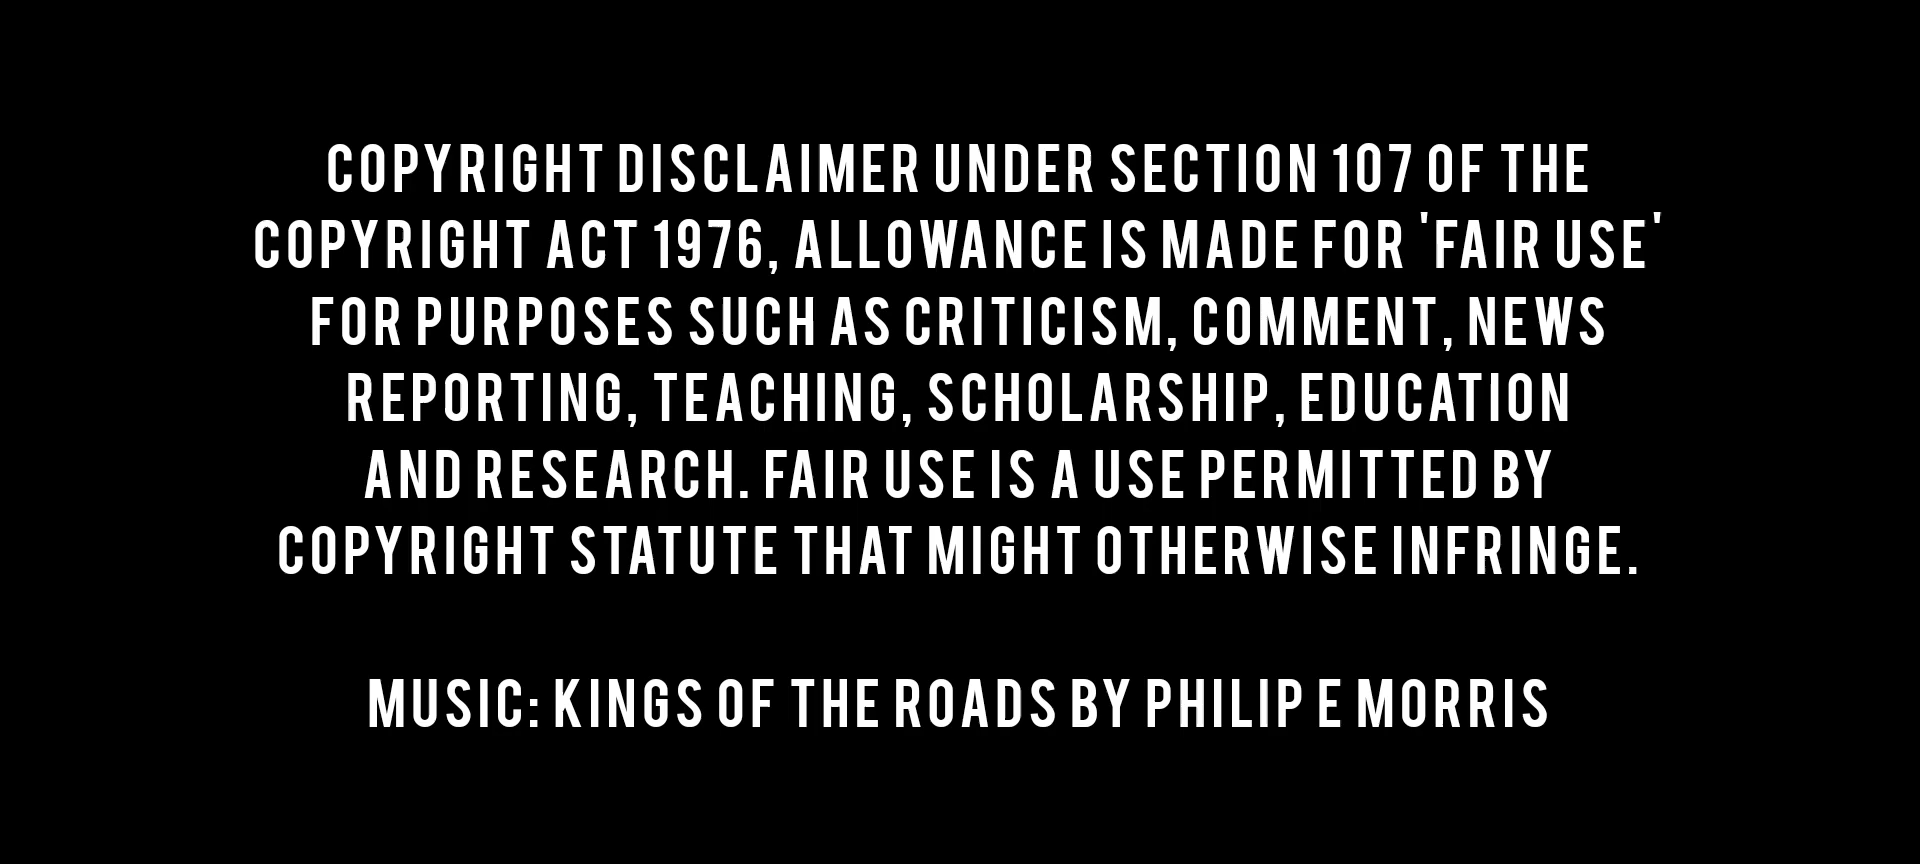 COPYRIGHT DISCLAIMER UNDER SECTION 107 OF THE
COPYRIGHT ACT 1976, ALLOWANCE IS MADE FOR 'FAIR USE'
FOR PURPOSES SUCH AS CRITICISM, COMMENT, NEWS
REPORTING, TEACHING, SCHOLARSHIP, EDUCATION
AND RESEARCH. FAIR USE IS A USE PERMITTED BY
COPYRIGHT STATUTE THAT MIGHT OTHERWISE INFRINGE.
MUSIC: KINGS OF THE ROADS BY PHILIP E MORRIS